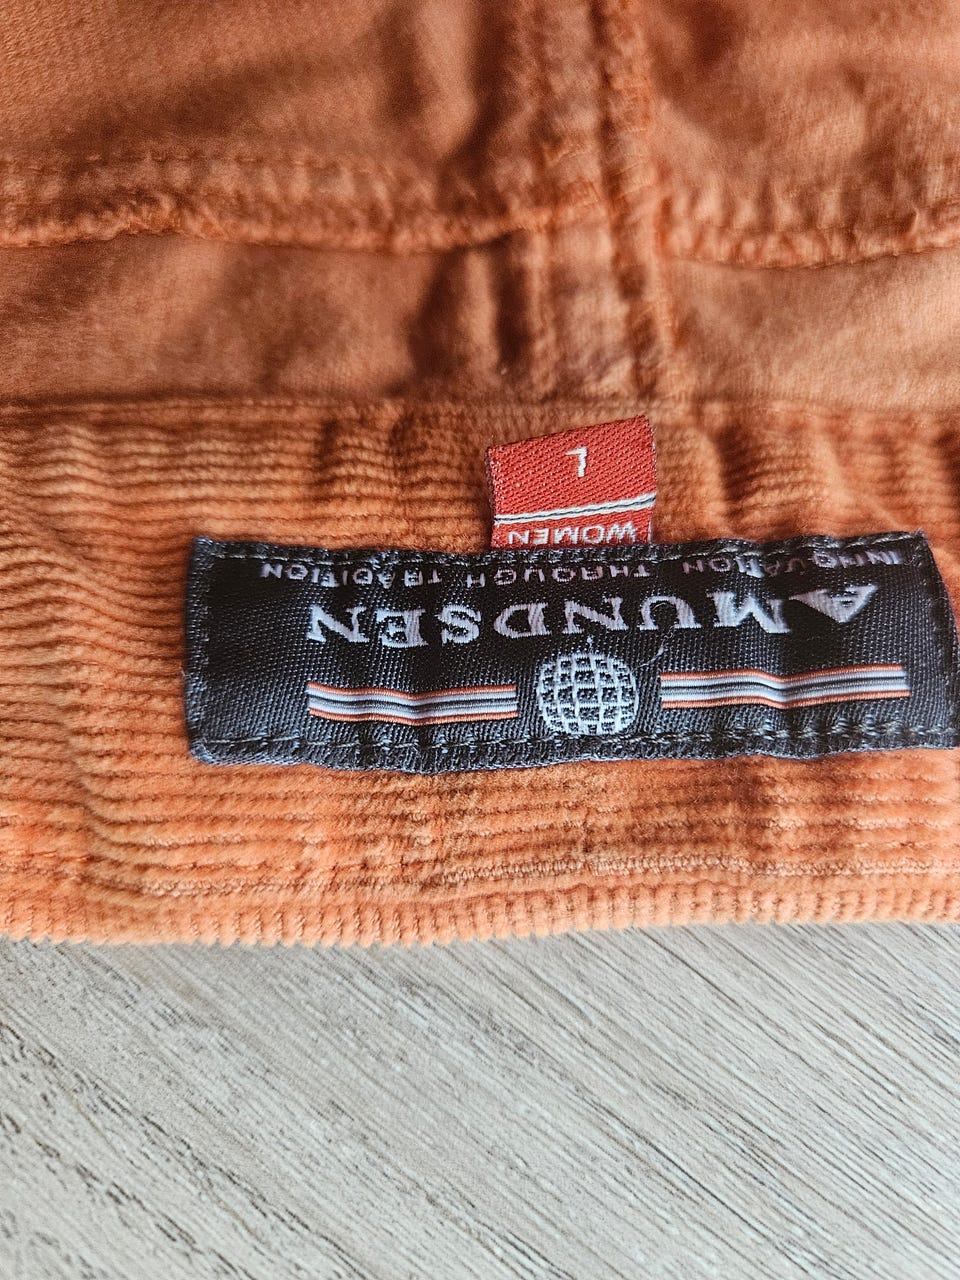 AMUNDSEN
INNOVATION THROUGH TRADITION
WOMEN
L